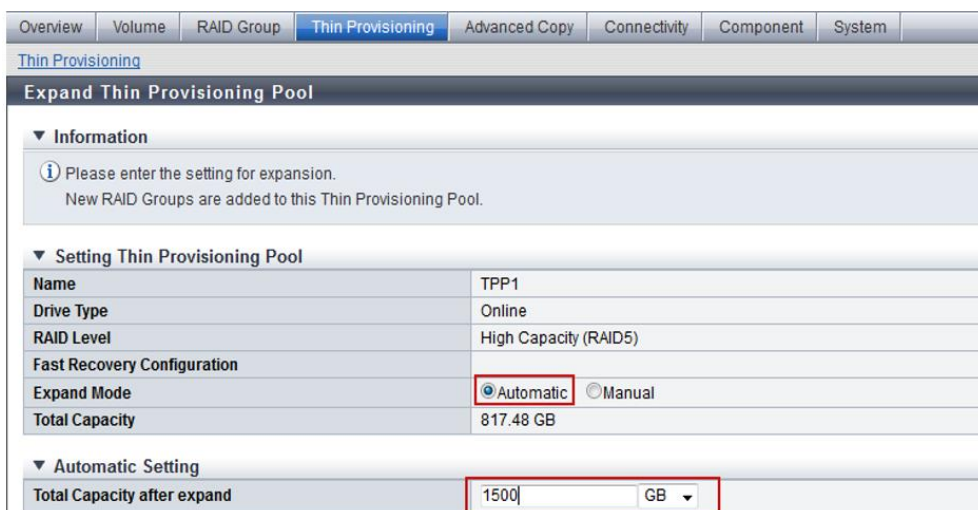 Overview Volume RAID Group Thin Provisioning Advanced Copy Connectivity Component System
Thin Provisioning
Expand Thin Provisioning Pool
▼ Information
Please enter the setting for expansion.
New RAID Groups are added to this Thin Provisioning Pool.
▼ Setting Thin Provisioning Pool
Name TPP1
Drive Type Online
RAID Level High Capacity (RAID5)
Fast Recovery Configuration
Expand Mode Automatic Manual
Total Capacity 817.48 GB
▼ Automatic Setting
Total Capacity after expand 1500 GB